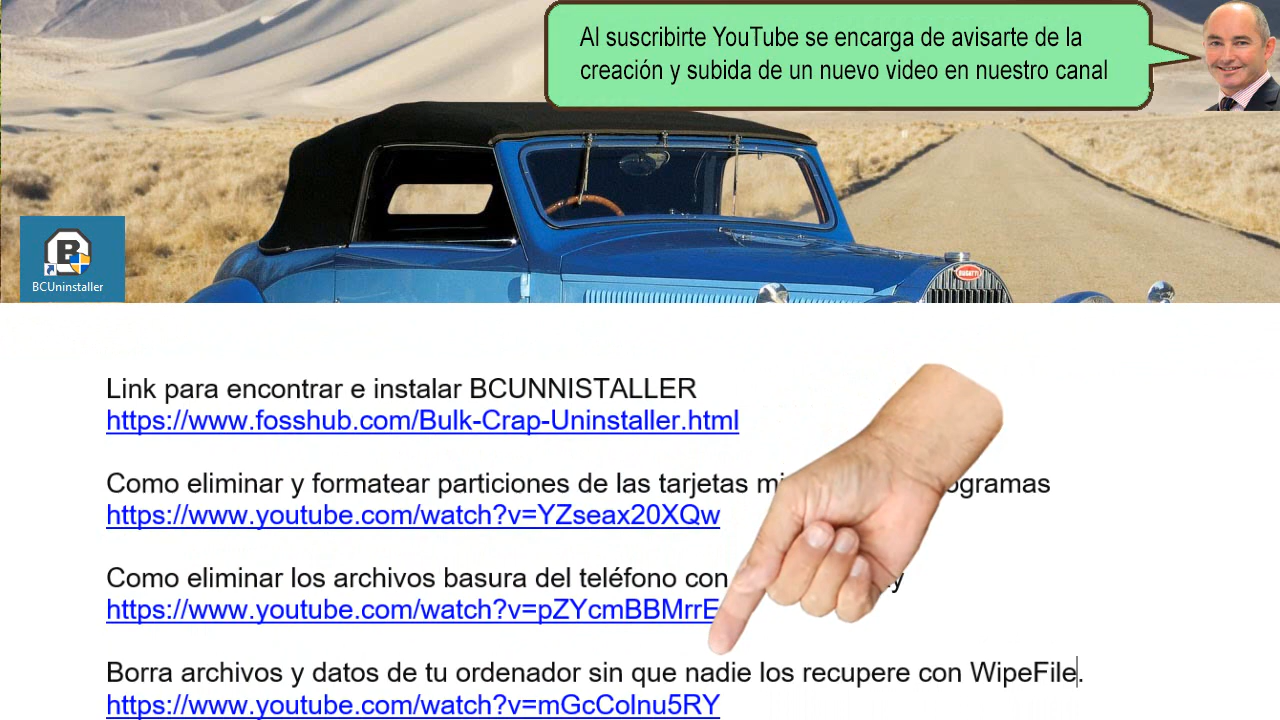 Al suscribirte YouTube se encarga de avisarte de la
creación y subida de un nuevo video en nuestro canal
BUGATTI
B
BCUninstaller
Link para encontrar e instalar BCUNNISTALLER
https://www.fosshub.com/Bulk-Crap-Uninstaller.html
Como eliminar y formatear particiones de las tarjetas
https://www.youtube.com/watch?v=YZseax20XQw
Como eliminar los archivos basura del teléfono con
https://www.youtube.com/watch?v=pZYcmBBMrrE
Borra archivos y datos de tu ordenador sin que nadie los recupere con WipeFile.
https://www.youtube.com/watch?v=mGcCoInu5RY